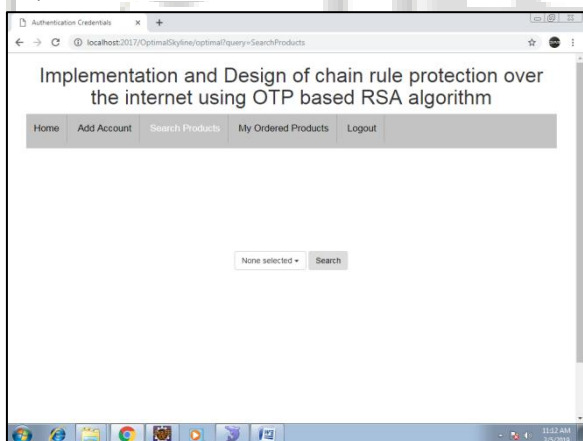 Authentication Credentials
localhost:2017/OptimalSkyline/optimal?query=SearchProducts
Implementation and Design of chain rule protection over
the internet using OTP based RSA algorithm
Home Add Account Search Products My Ordered Products Logout
None selected Search
11:12 AM